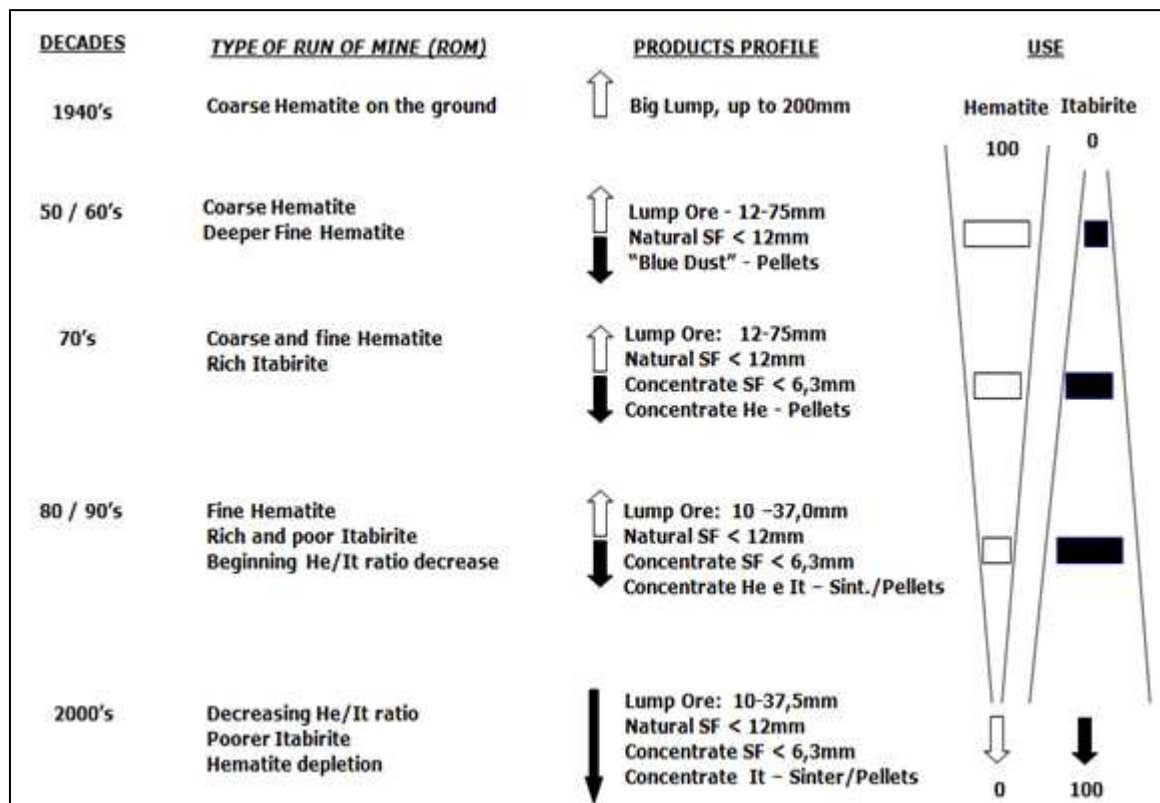 DECADES TYPE OF RUN OF MINE (ROM) PRODUCTS PROFILE USE
1940's Coarse Hematite on the ground Big Lump, up to 200mm Hematite Itabirite
100 0
50 / 60's Coarse Hematite Lump Ore - 12-75mm
Deeper Fine Hematite Natural SF < 12mm
"Blue Dust" - Pellets
70's Coarse and fine Hematite Lump Ore: 12-75mm
Rich Itabirite Natural SF < 12mm
Concentrate SF < 6,3mm
Concentrate He - Pellets
80 / 90's Fine Hematite Lump Ore: 10 –37,0mm
Rich and poor Itabirite Natural SF < 12mm
Beginning He/It ratio decrease Concentrate SF < 6,3mm
Concentrate He e It – Sint./Pellets
2000's Decreasing He/It ratio Lump Ore: 10-37,5mm
Poorer Itabirite Natural SF < 12mm
Hematite depletion Concentrate SF < 6,3mm
Concentrate It – Sinter/Pellets
0 100